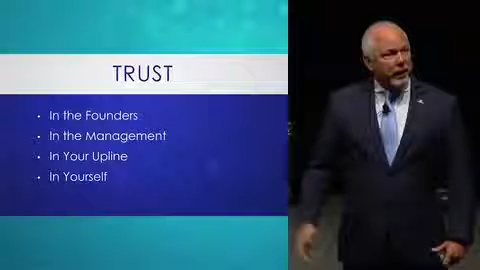 TRUST
In the Founders
In the Management
In Your Upline
In Yourself